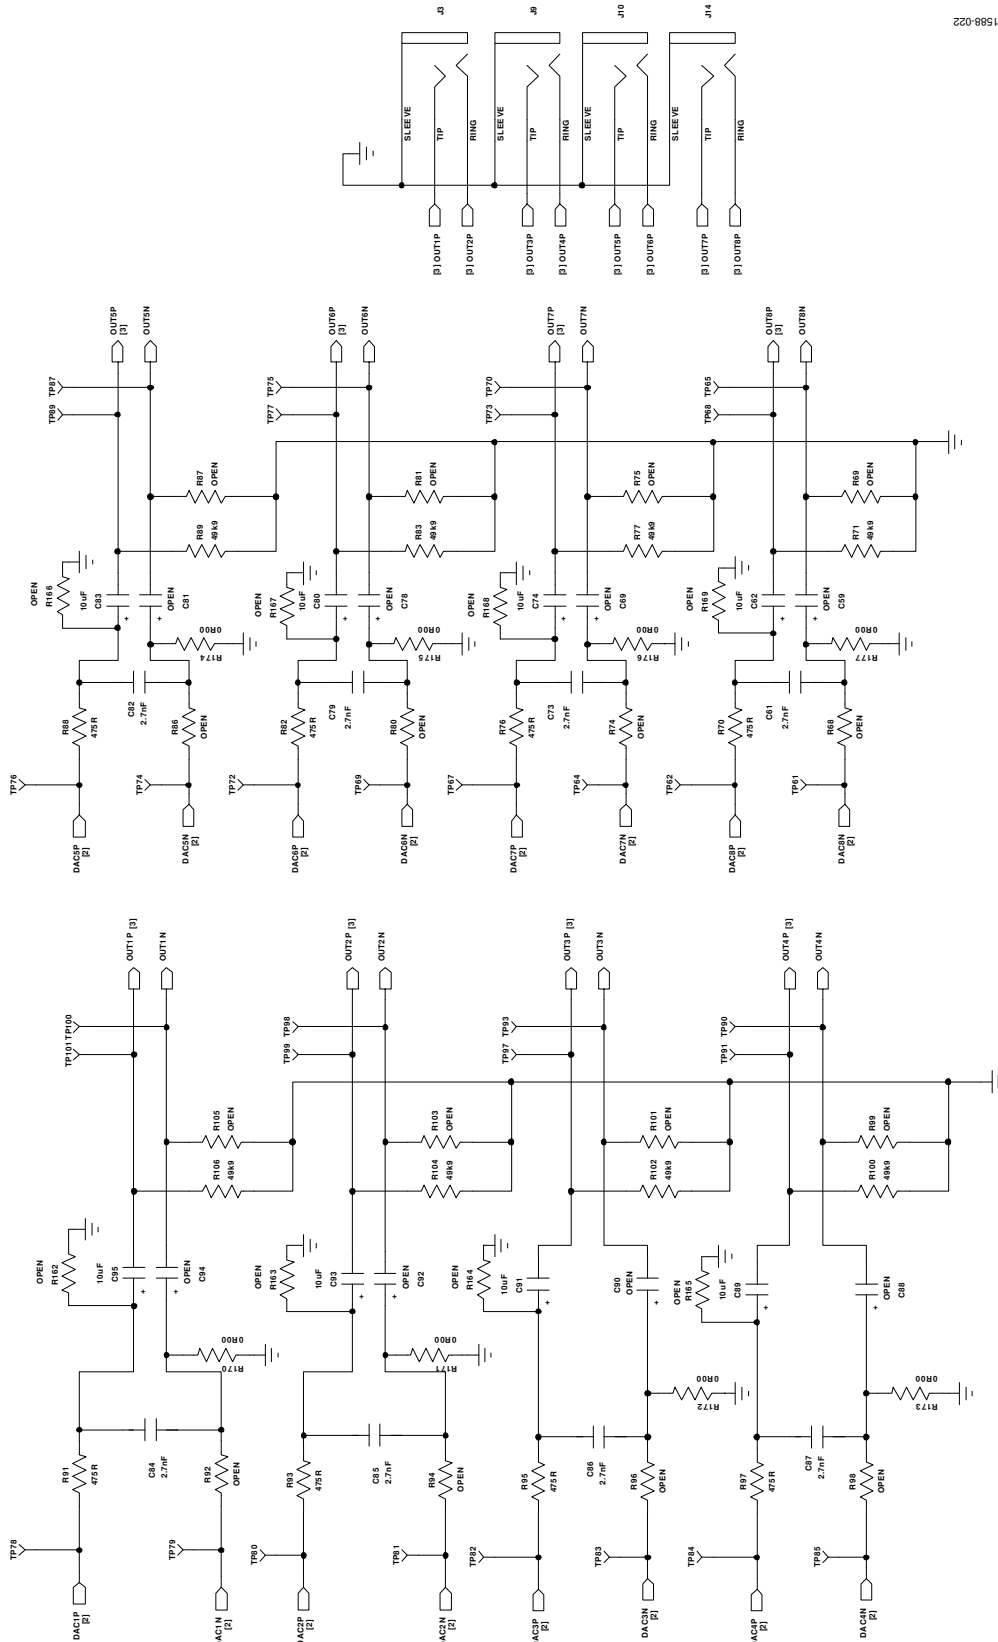 11588-022
J3
J9
J10
J14
SLEEVE
TIP
RING
SLEEVE
TIP
RING
SLEEVE
TIP
RING
SLEEVE
TIP
RING
[3] OUT1P
[3] OUT2P
[3] OUT3P
[3] OUT4P
[3] OUT5P
[3] OUT6P
[3] OUT7P
[3] OUT8P
OUT5P
[3]
OUT5N
TP87
TP89
R87
OPEN
R89
49k9
OPEN
R166
10uF
C83
OPEN
C81
R174
0R00
R88
475R
C82
2.7nF
R86
OPEN
TP76
TP74
DAC5P
[2]
DAC5N
[2]
OUT6P
[3]
OUT6N
TP75
TP77
R81
OPEN
R83
49k9
OPEN
R167
10uF
C80
OPEN
C78
R175
0R00
R82
475R
C79
2.7nF
R80
OPEN
TP72
TP69
DAC6P
[2]
DAC6N
[2]
OUT7P
[3]
OUT7N
TP70
TP73
R75
OPEN
R77
49k9
OPEN
R168
10uF
C74
OPEN
C69
R176
0R00
R76
475R
C73
2.7nF
R74
OPEN
TP67
TP64
DAC7P
[2]
DAC7N
[2]
OUT8P
[3]
OUT8N
TP65
TP68
R69
OPEN
R71
49k9
OPEN
R169
10uF
C62
OPEN
C59
R177
0R00
R70
475R
C61
2.7nF
R68
OPEN
TP62
TP61
DAC8P
[2]
DAC8N
[2]
OUT1P [3]
OUT1N
TP100
TP101
R105
OPEN
R106
49k9
OPEN
R162
10uF
C95
OPEN
C94
R170
0R00
R91
475R
C84
2.7nF
R92
OPEN
TP78
TP79
DAC1P
[2]
DAC1N
[2]
OUT2P [3]
OUT2N
TP98
TP99
R103
OPEN
R104
49k9
OPEN
R163
10uF
C93
OPEN
C92
R171
0R00
R93
475R
C85
2.7nF
R94
OPEN
TP80
TP81
DAC2P
[2]
DAC2N
[2]
OUT3P [3]
OUT3N
TP93
TP97
R101
OPEN
R102
49k9
OPEN
R164
10uF
C91
C90
OPEN
R172
0R00
R95
475R
C86
2.7nF
R96
OPEN
TP82
TP83
DAC3P
[2]
DAC3N
[2]
OUT4P [3]
OUT4N
TP90
TP91
R99
OPEN
R100
49k9
OPEN
R165
10uF
C89
OPEN
C88
R173
0R00
R97
475R
C87
2.7nF
R98
OPEN
TP84
TP85
DAC4P
[2]
DAC4N
[2]